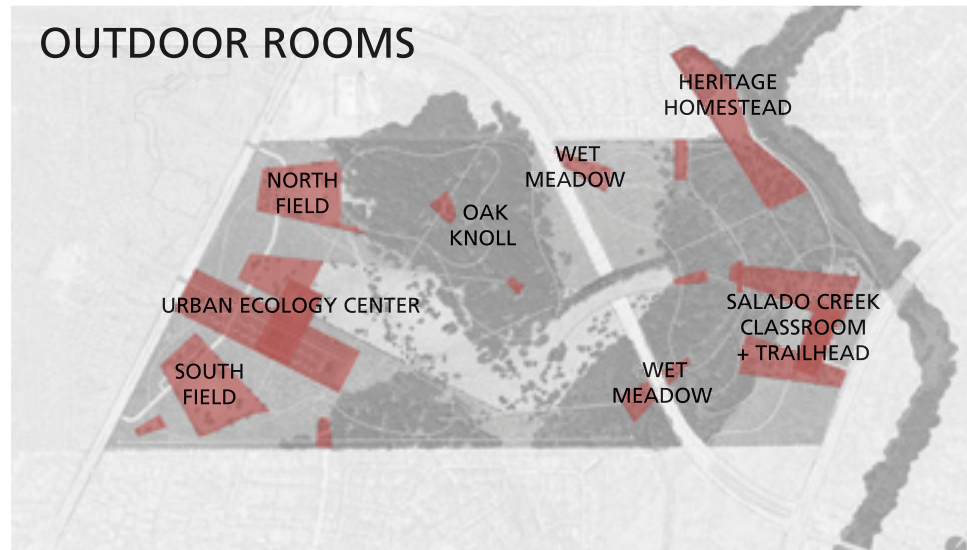 OUTDOOR ROOMS
HERITAGE
HOMESTEAD
WET
MEADOW
NORTH
FIELD
OAK
KNOLL
URBAN ECOLOGY CENTER
SALADO CREEK
CLASSROOM
+ TRAILHEAD
SOUTH
FIELD
WET
MEADOW